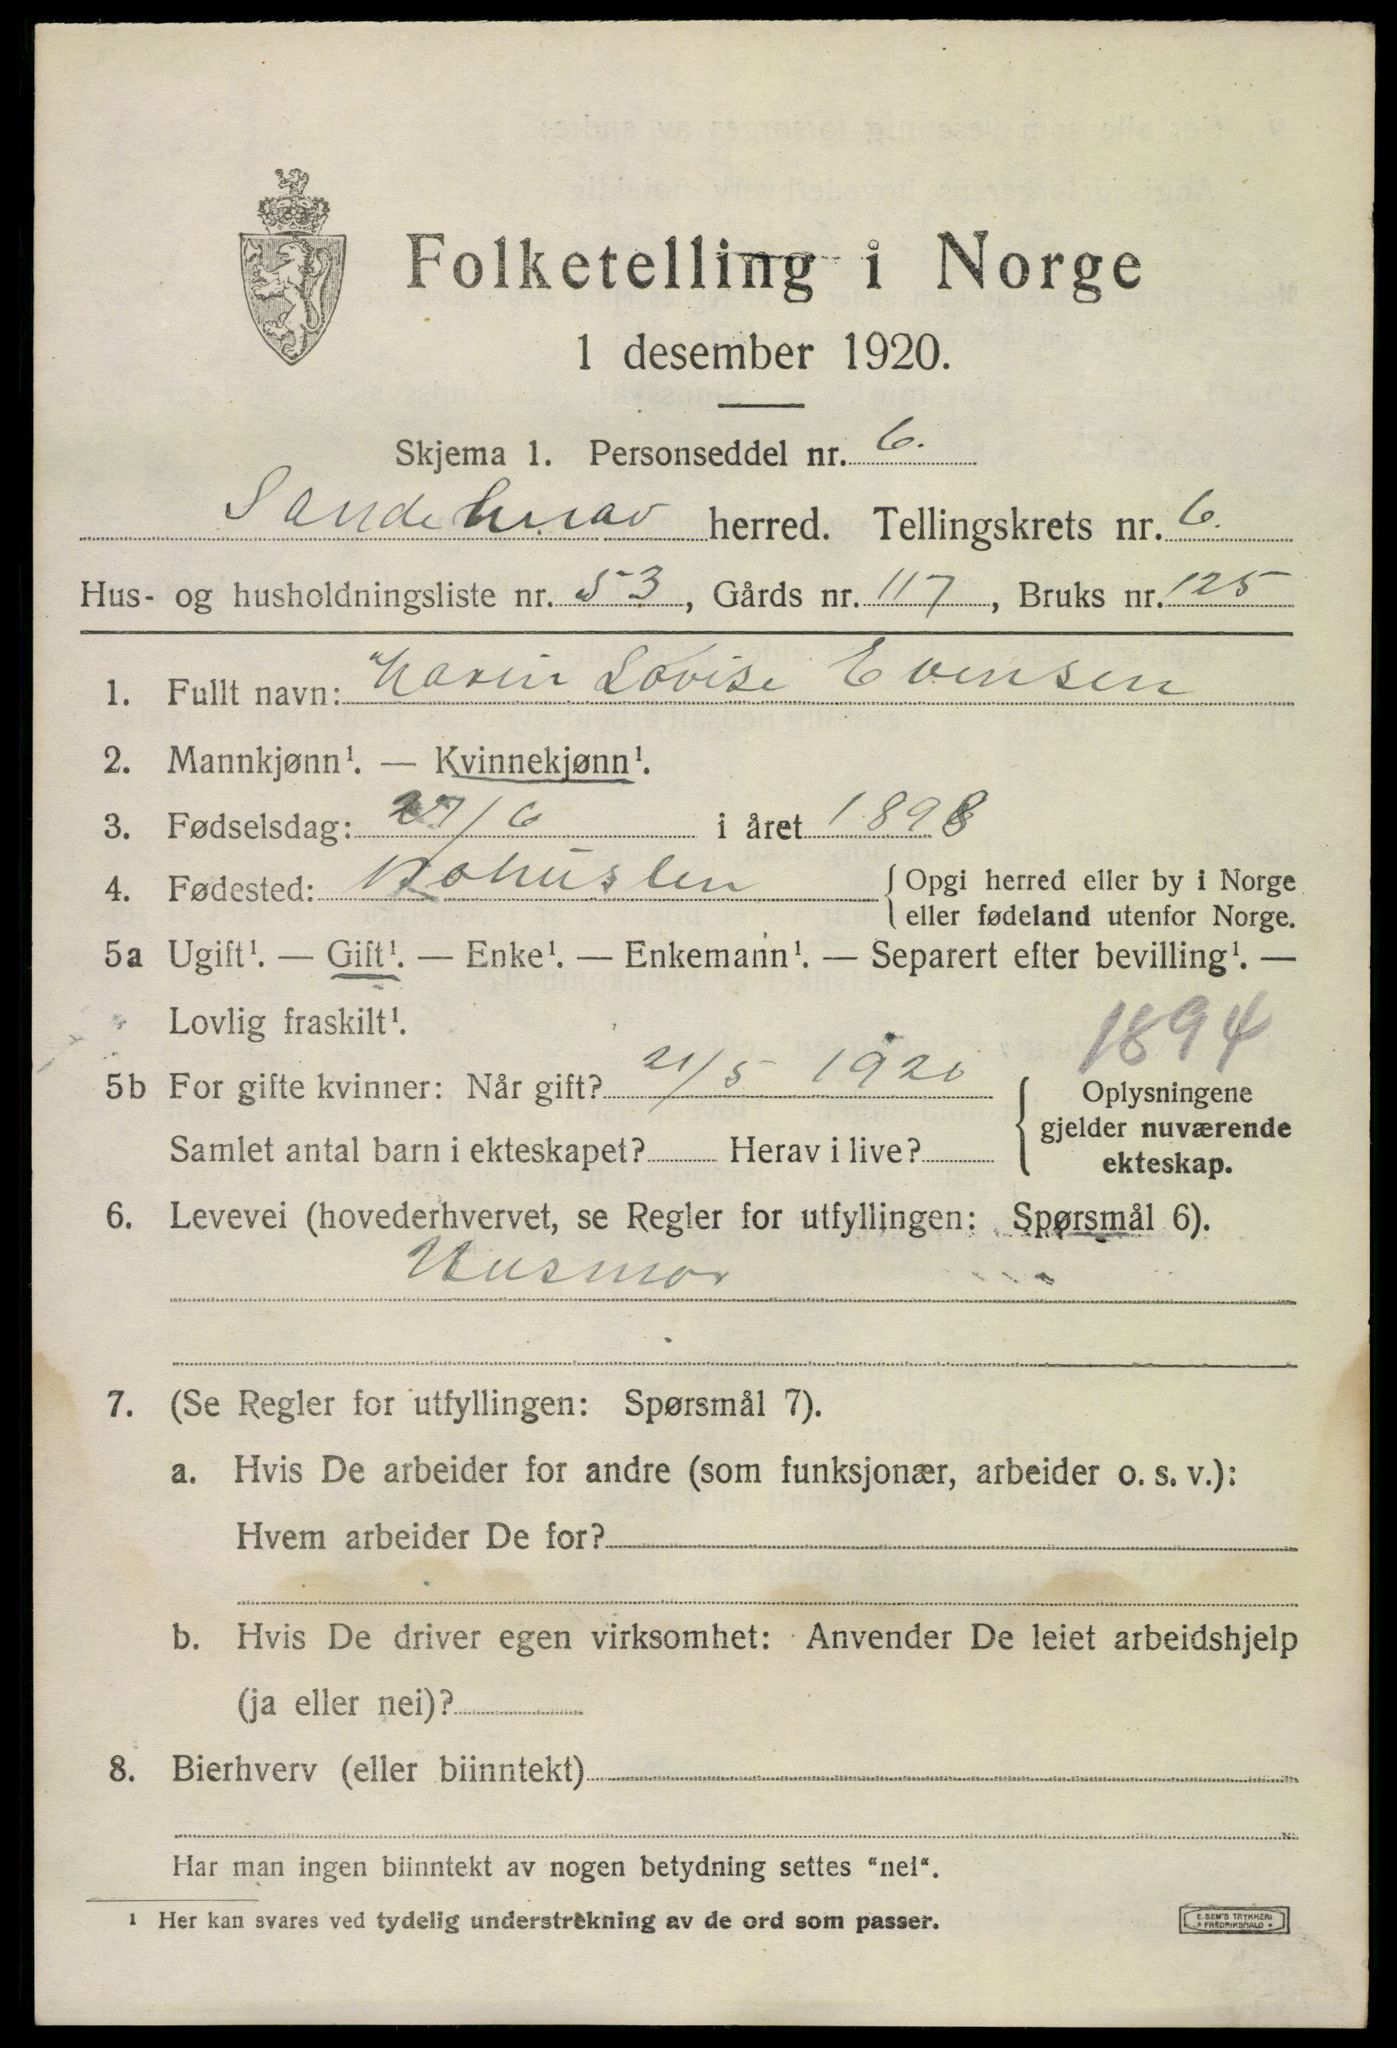 Folketelling i Norge
1 desember 1920.
Skjema 1. Personseddel nr. 6.
Sandeherav herred. Tellingskrets nr. 6.
Hus- og husholdningsliste nr. 53, Gårds nr. 117, Bruks nr. 125
1. Fullt navn: Karin Lovise Evensen
2. Mannkjønn¹. — Kvinnekjønn¹.
3. Fødselsdag: 27/6 i året 1898
4. Fødested: Bohuslen { Opgi herred eller by i Norge
eller fødeland utenfor Norge.
5a Ugift¹. — Gift¹. — Enke¹. — Enkemann¹. — Separert efter bevilling¹. —
Lovlig fraskilt¹.
1894
5b For gifte kvinner: Når gift? 21/5 1920
Samlet antal barn i ekteskapet? Herav i live?
{ Oplysningene
gjelder nuværende
ekteskap.
6. Levevei (hovederhvervet, se Regler for utfyllingen: Spørsmål 6).
Husmor
7. (Se Regler for utfyllingen: Spørsmål 7).
a. Hvis De arbeider for andre (som funksjonær, arbeider o. s. v.):
Hvem arbeider De for?
b. Hvis De driver egen virksomhet: Anvender De leiet arbeidshjelp
(ja eller nei)?
8. Bierhverv (eller biinntekt)
Har man ingen biinntekt av nogen betydning settes "nei".
¹ Her kan svares ved tydelig understrekning av de ord som passer.
E. SEM'S TRYKKERI
FREDRIKSHALD